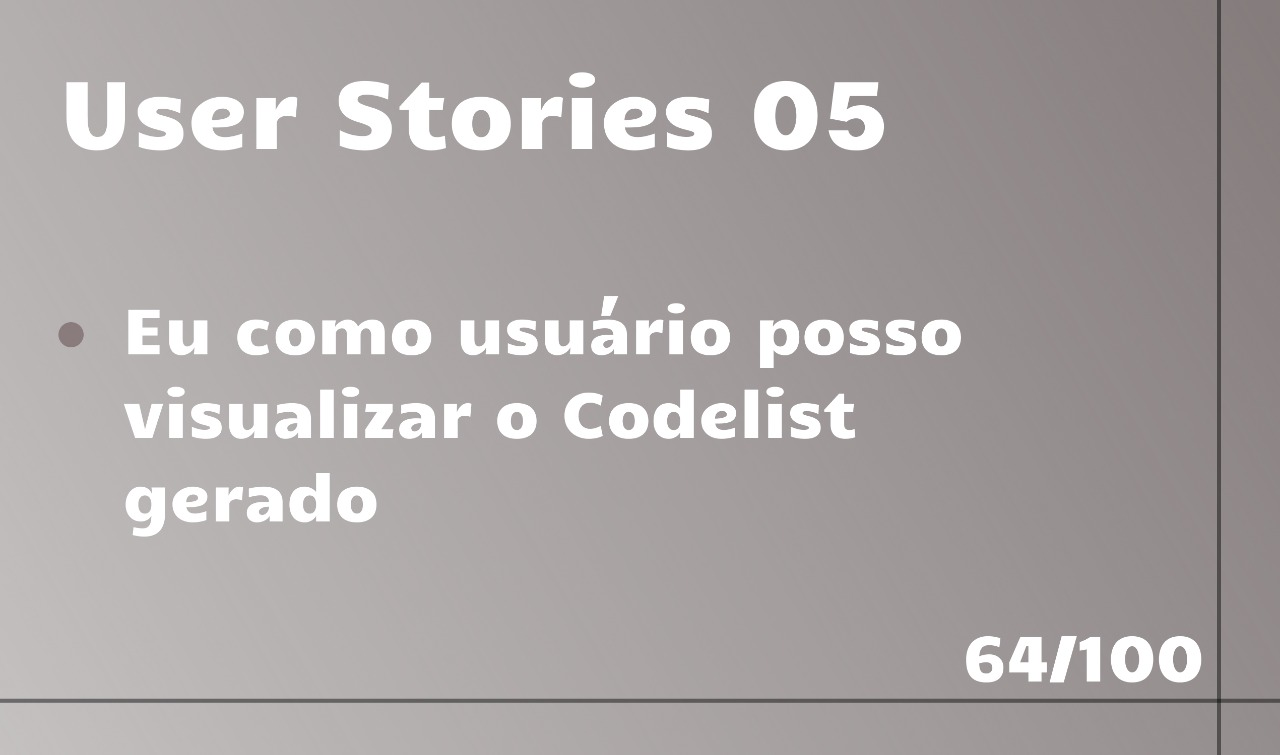 User Stories 05
Eu como usuário posso
visualizar o Codelist
gerado
64/100